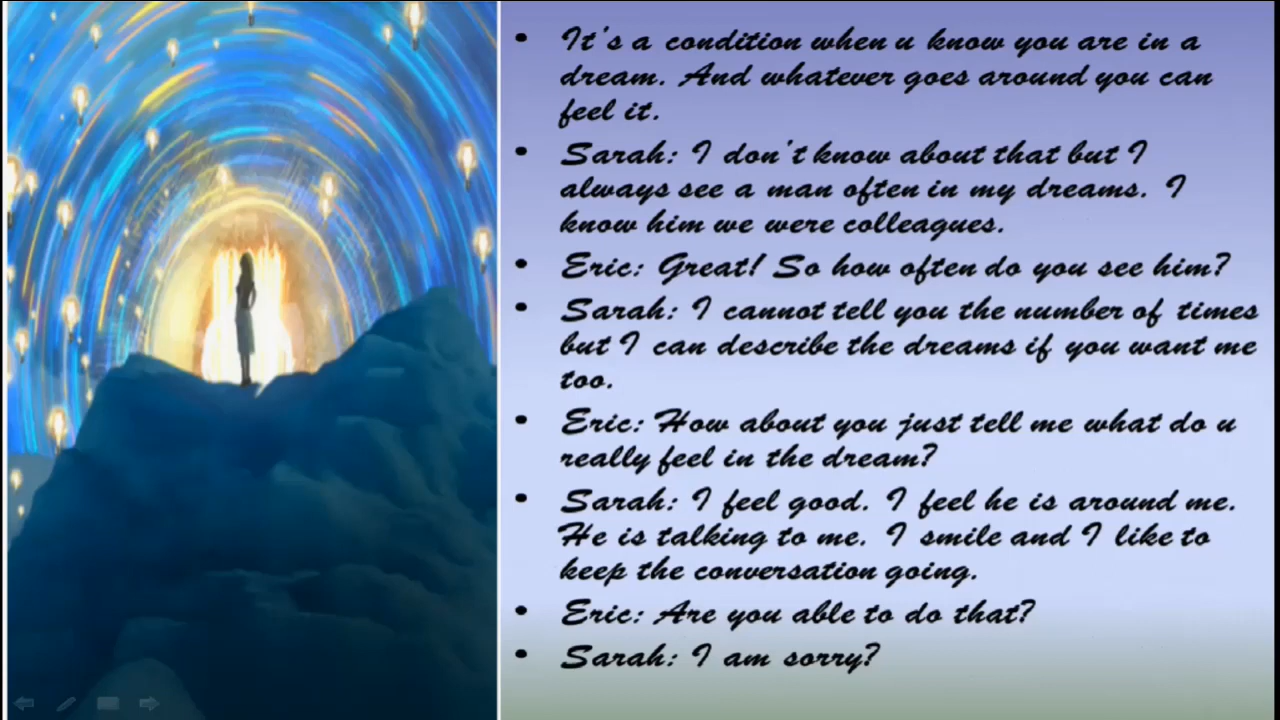 • It's a condition when u know you are in a
dream. And whatever goes around you can
feel it.
• Sarah: I don't know about that but I
always see a man often in my dreams. I
know him we were colleagues.
• Eric: Great! So how often do you see him?
• Sarah: I cannot tell you the number of times
but I can describe the dreams if you want me
too.
• Eric: How about you just tell me what do u
really feel in the dream?
• Sarah: I feel good. I feel he is around me.
He is talking to me. I smile and I like to
keep the conversation going.
• Eric: Are you able to do that?
• Sarah: I am sorry?